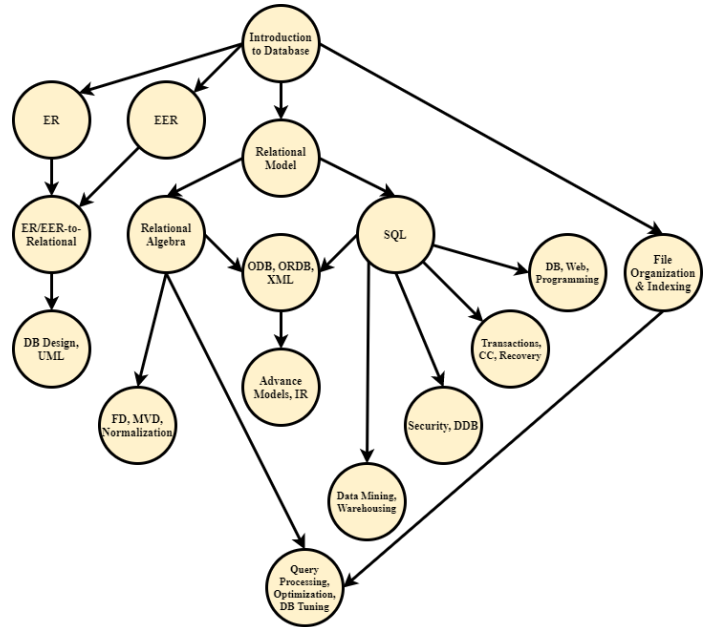 Introduction
to Database
ER
EER
Relational
Model
ER/EER-to-
Relational
Relational
Algebra
SQL
ODB, ORDB,
XML
DB, Web,
Programming
File
Organization
& Indexing
DB Design,
UML
Transactions,
CC, Recovery
Advance
Models, IR
FD, MVD,
Normalization
Security, DDB
Data Mining,
Warehousing
Query
Processing,
Optimization,
DB Tuning